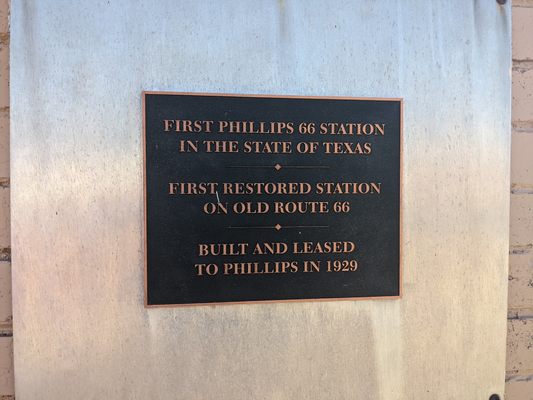 FIRST PHILLIPS 66 STATION
IN THE STATE OF TEXAS
FIRST RESTORED STATION
ON OLD ROUTE 66
BUILT AND LEASED
TO PHILLIPS IN 1929